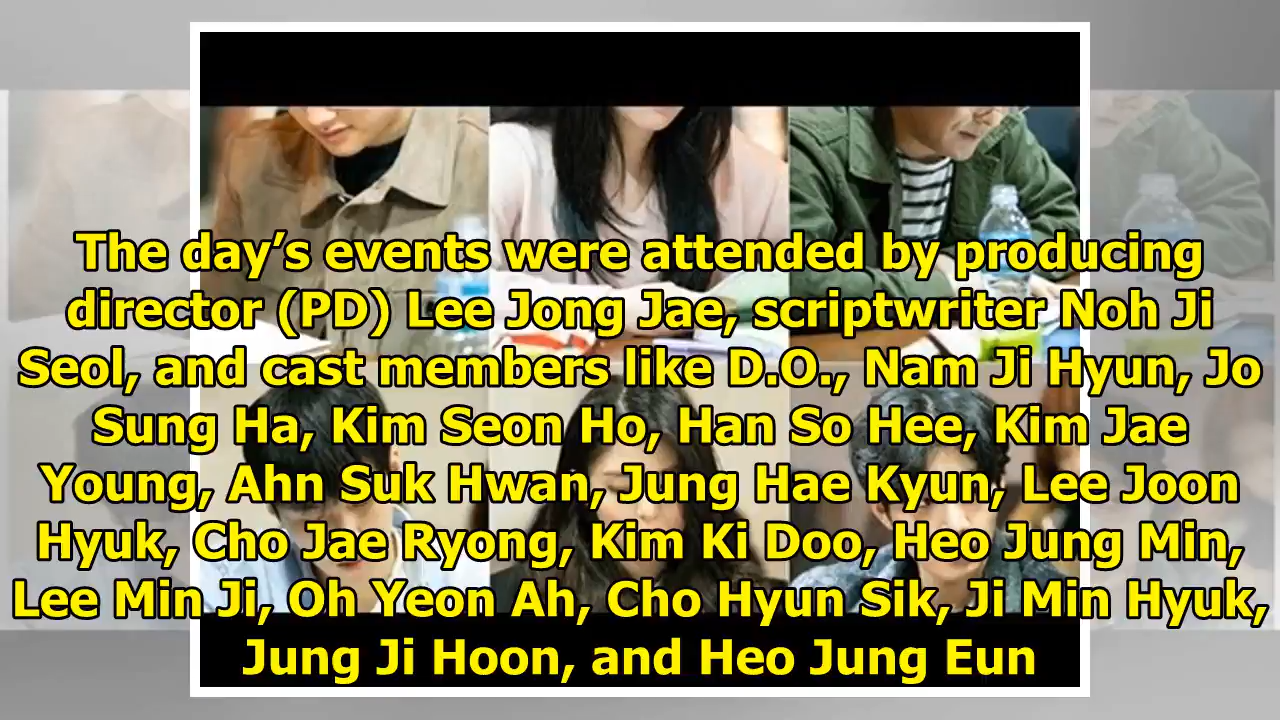 The day’s events were attended by producing
director (PD) Lee Jong Jae, scriptwriter Noh Ji
Seol, and cast members like D.O., Nam Ji Hyun, Jo
Sung Ha, Kim Seon Ho, Han So Hee, Kim Jae
Young, Ahn Suk Hwan, Jung Hae Kyun, Lee Joon
Hyuk, Cho Jae Ryong, Kim Ki Doo, Heo Jung Min,
Lee Min Ji, Oh Yeon Ah, Cho Hyun Sik, Ji Min Hyuk,
Jung Ji Hoon, and Heo Jung Eun